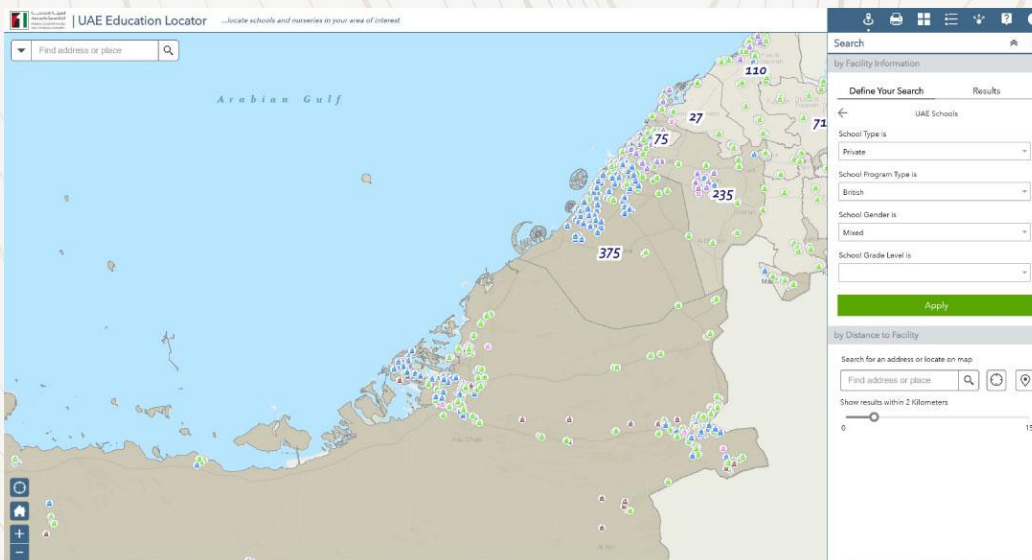 UAE Education Locator
...locate schools and nurseries in your area of interest
Find address or place
Arabian Gulf
110
27
75
71
235
375
Abu Dhabi
Search
by Facility Information
Define Your Search
Results
UAE Schools
School Type is
Private
School Program Type is
British
School Gender is
Mixed
School Grade Level is
Apply
by Distance to Facility
Search for an address or locate on map
Find address or place
Show results within 2 Kilometers
0
15